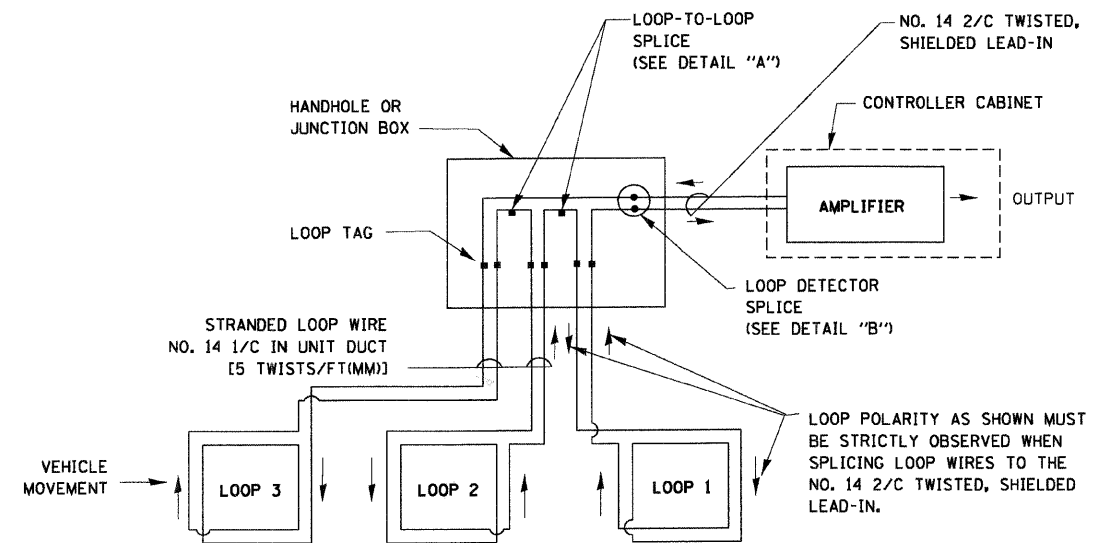 LOOP-TO-LOOP
SPLICE
(SEE DETAIL "A")
NO. 14 2/C TWISTED,
SHIELDED LEAD-IN
HANDHOLE OR
JUNCTION BOX
CONTROLLER CABINET
AMPLIFIER
OUTPUT
LOOP TAG
LOOP DETECTOR
SPLICE
(SEE DETAIL "B")
STRANDED LOOP WIRE
NO. 14 1/C IN UNIT DUCT
[5 TWISTS/FT(MM)]
LOOP POLARITY AS SHOWN MUST
BE STRICTLY OBSERVED WHEN
SPLICING LOOP WIRES TO THE
NO. 14 2/C TWISTED, SHIELDED
LEAD-IN.
VEHICLE
MOVEMENT
LOOP 3
LOOP 2
LOOP 1